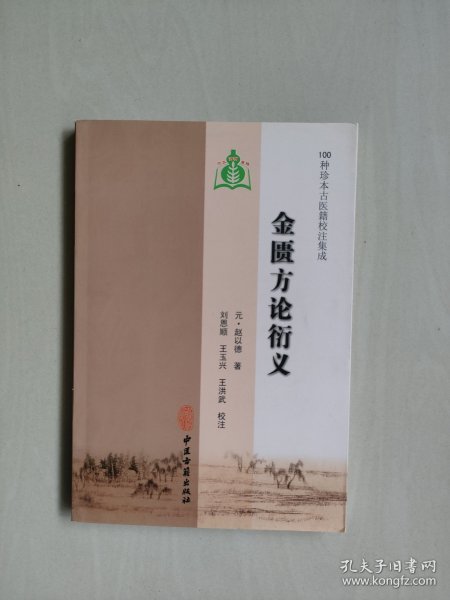 100种珍本古医籍校注集成
金匮方论衍义
元·赵以德 著
刘恩顺 王玉兴 王洪武 校注
中医古籍出版社
孔夫子旧书网
www.kongfz.com